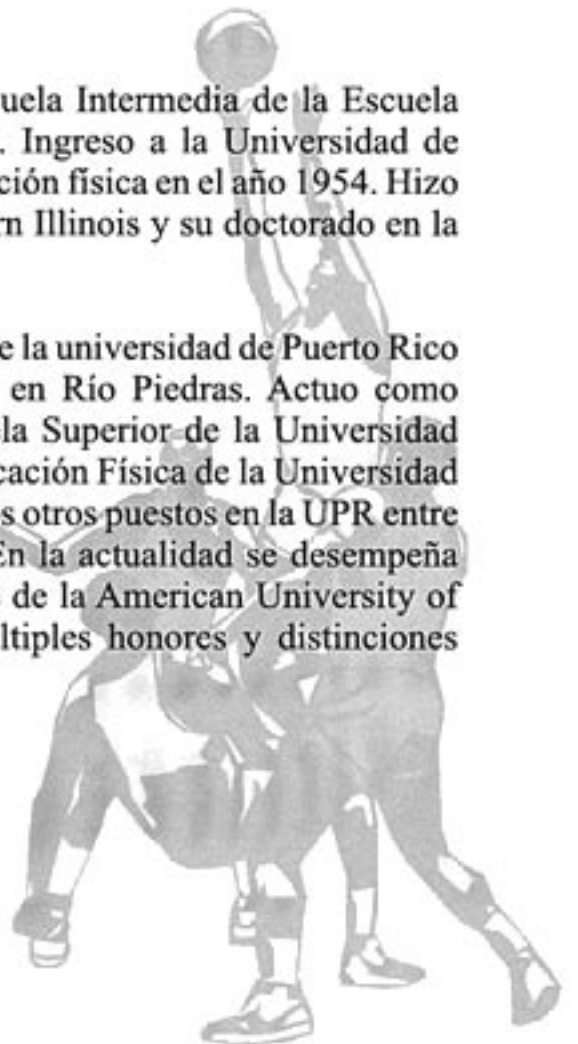 uela Intermedia de la Escuela
. Ingreso a la Universidad de
ción física en el año 1954. Hizo
rn Illinois y su doctorado en la
e la universidad de Puerto Rico
en Río Piedras. Actuo como
la Superior de la Universidad
cación Física de la Universidad
s otros puestos en la UPR entre
En la actualidad se desempeña
de la American University of
ltiples honores y distinciones